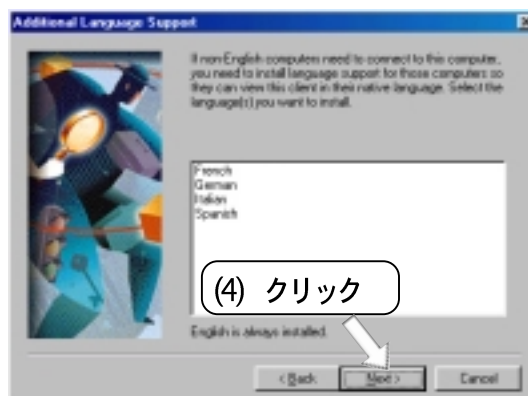 Additional Language Support
If non-English computers need to connect to this computer,
you need to install language support for those computers so
they can view this client in their native language. Select the
language(s) you want to install.
French
German
Italian
Spanish
(4) クリック
English is always installed.
< Back
Next >
Cancel